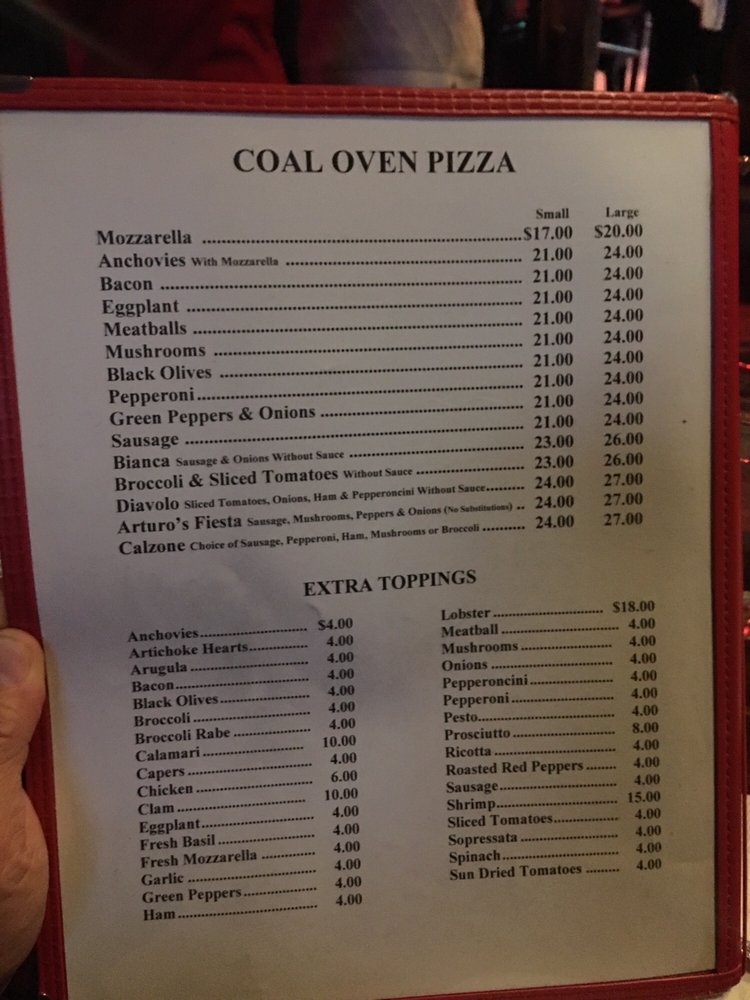 COAL OVEN PIZZA
Small Large
Mozzarella $17.00 $20.00
Anchovies With Mozzarella 21.00 24.00
Bacon 21.00 24.00
Eggplant 21.00 24.00
Meatballs 21.00 24.00
Mushrooms 21.00 24.00
Black Olives 21.00 24.00
Pepperoni 21.00 24.00
Green Peppers & Onions 21.00 24.00
Sausage 21.00 24.00
Bianca Sausage & Onions Without Sauce 23.00 26.00
Broccoli & Sliced Tomatoes Without Sauce 23.00 26.00
Diavolo Sliced Tomatoes, Onions, Ham & Pepperoncini Without Sauce 24.00 27.00
Arturo's Fiesta Sausage, Mushrooms, Peppers & Onions (No Substitutions) 24.00 27.00
Calzone Choice of Sausage, Pepperoni, Ham, Mushrooms or Broccoli 24.00 27.00
EXTRA TOPPINGS
Anchovies $4.00
Artichoke Hearts 4.00
Arugula 4.00
Bacon 4.00
Black Olives 4.00
Broccoli 4.00
Broccoli Rabe 4.00
Calamari 10.00
Capers 4.00
Chicken 6.00
Clam 10.00
Eggplant 4.00
Fresh Basil 4.00
Fresh Mozzarella 4.00
Garlic 4.00
Green Peppers 4.00
Ham 4.00
Lobster $18.00
Meatball 4.00
Mushrooms 4.00
Onions 4.00
Pepperoncini 4.00
Pepperoni 4.00
Pesto 4.00
Prosciutto 8.00
Ricotta 4.00
Roasted Red Peppers 4.00
Sausage 4.00
Shrimp 15.00
Sliced Tomatoes 4.00
Sopressata 4.00
Spinach 4.00
Sun Dried Tomatoes 4.00